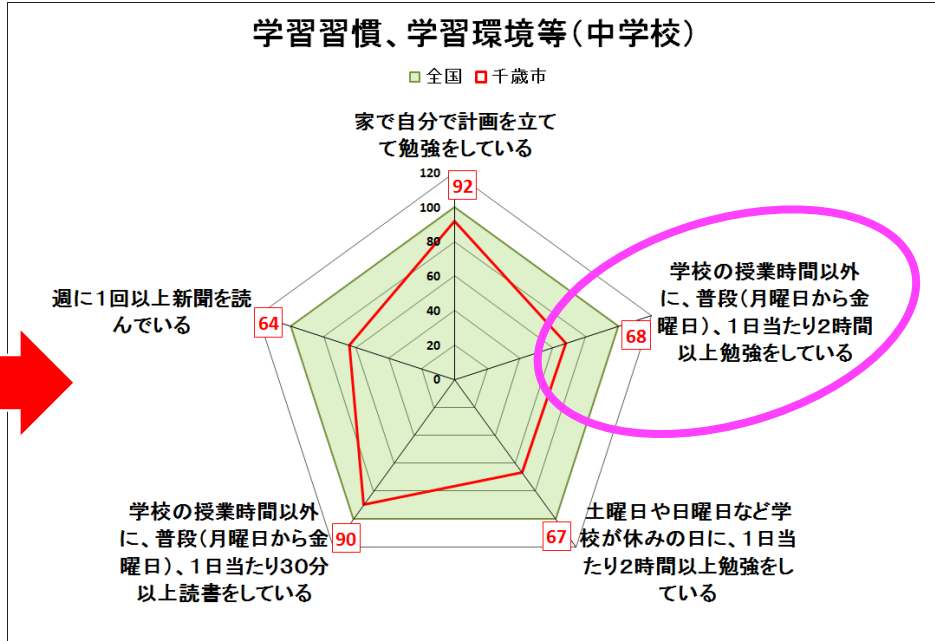 学習習慣、学習環境等(中学校)
全国 千歳市
家で自分で計画を立て
て勉強をしている
120
92
100
80
60
40
20
0
学校の授業時間以外
に、普段(月曜日から金
曜日)、1日当たり2時間
以上勉強をしている
68
週に1回以上新聞を読
んでいる
64
学校の授業時間以外
に、普段(月曜日から金
曜日)、1日当たり30分
以上読書をしている
90
土曜日や日曜日など学
校が休みの日に、1日当
たり2時間以上勉強をし
ている
67